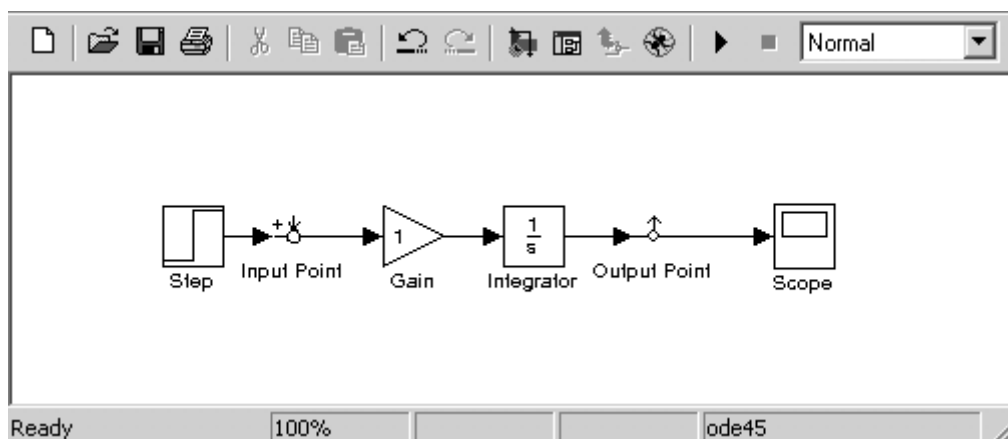 Normal
+
1
1
s
Step
Input Point
Gain
Integrator
Output Point
Scope
Ready
100%
ode45